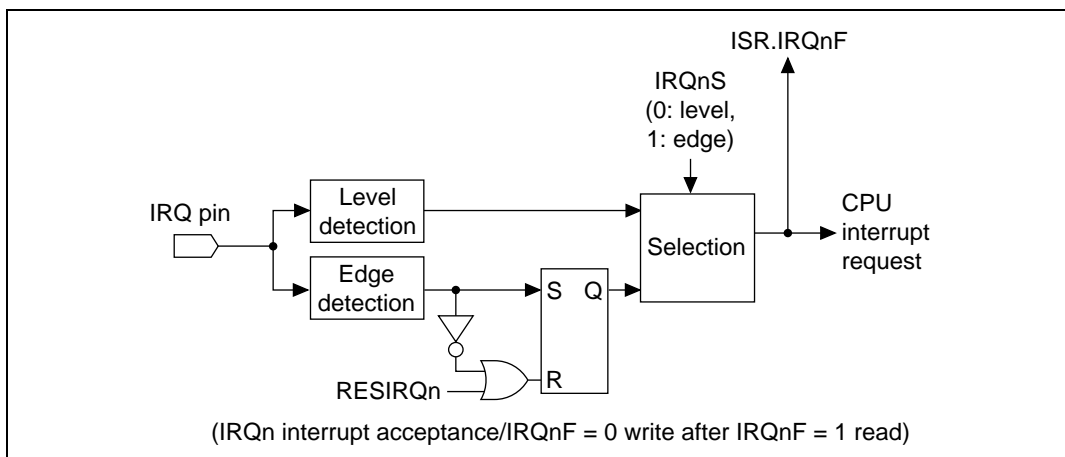 ISR.IRQnF
IRQnS
(0: level,
1: edge)
IRQ pin
Level
detection
Selection
CPU
interrupt
request
Edge
detection
S Q
R
RESIRQn
(IRQn interrupt acceptance/IRQnF = 0 write after IRQnF = 1 read)